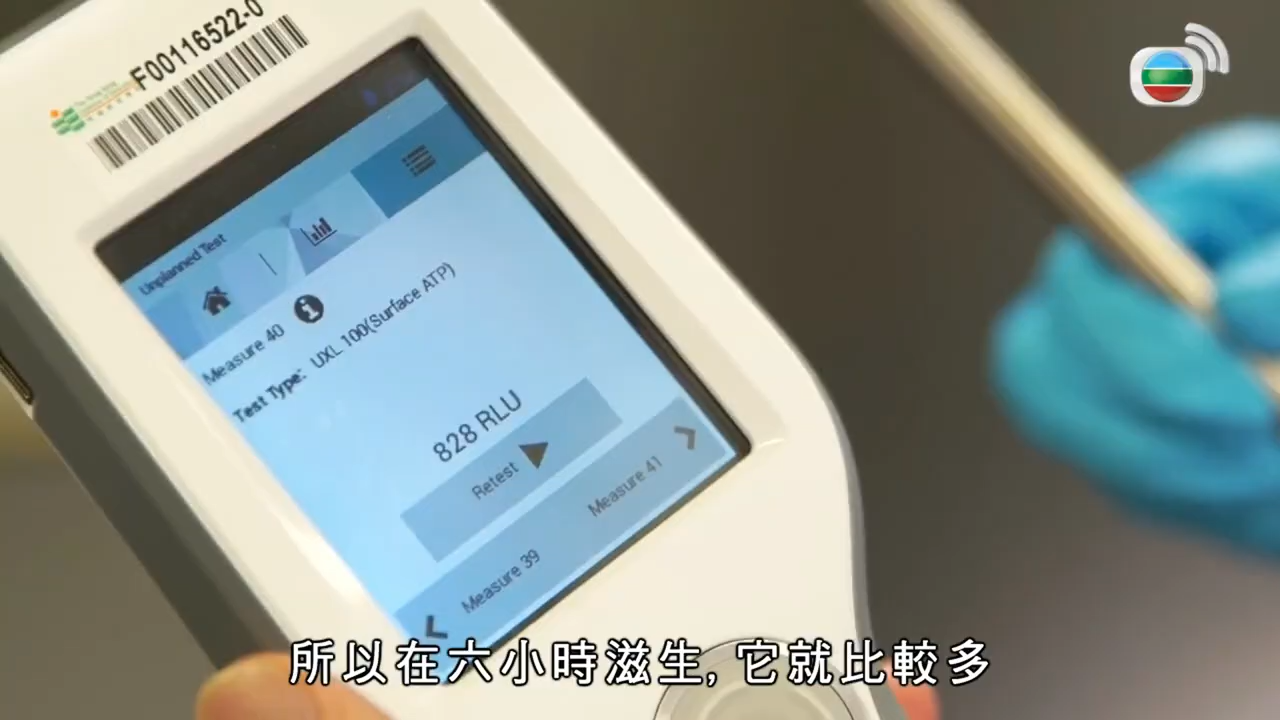 F00116522-0
Unplanned Test
Measure 40
Test Type: UXL 100(Surface ATP)
828 RLU
Retest
Measure 41
Measure 39
所以在六小時滋生, 它就比較多